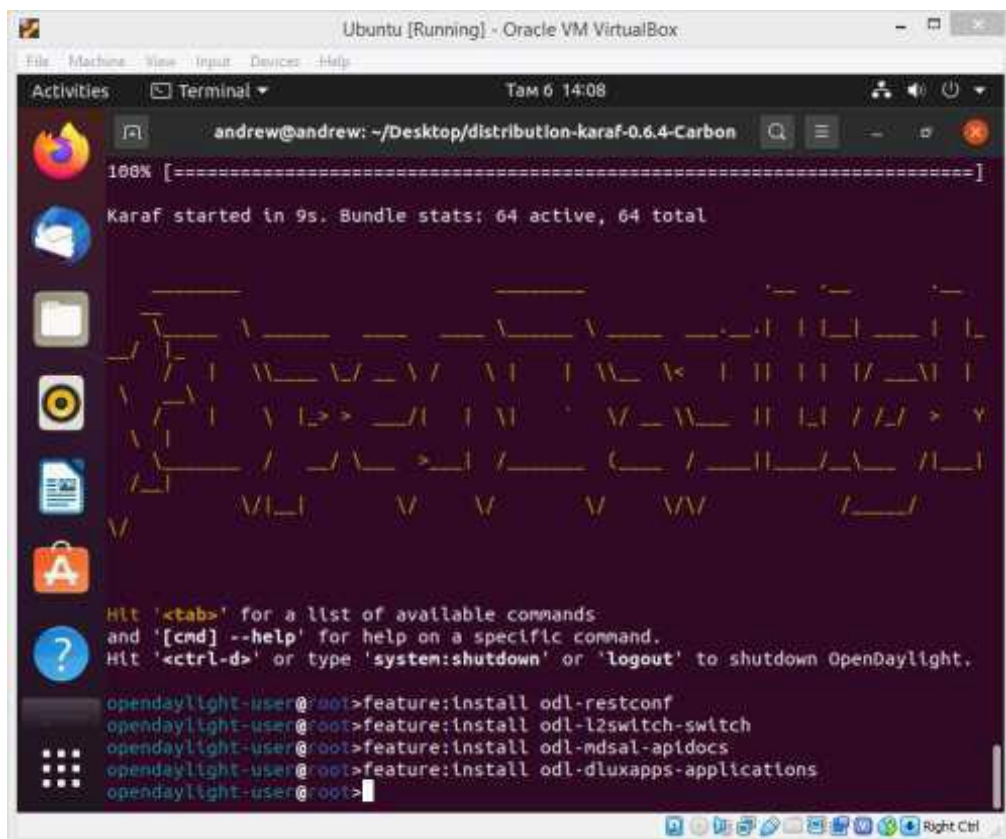 Ubuntu [Running] - Oracle VM VirtualBox
File Machine View Input Devices Help
Activities Terminal Там 6 14:08
andrew@andrew: ~/Desktop/distribution-karaf-0.6.4-Carbon
100% [========================================================================]
Karaf started in 9s. Bundle stats: 64 active, 64 total
Hit '<tab>' for a list of available commands
and '[cmd] --help' for help on a specific command.
Hit '<ctrl-d>' or type 'system:shutdown' or 'logout' to shutdown OpenDaylight.
opendaylight-user@root>feature:install odl-restconf
opendaylight-user@root>feature:install odl-l2switch-switch
opendaylight-user@root>feature:install odl-mdsal-apidocs
opendaylight-user@root>feature:install odl-dluxapps-applications
opendaylight-user@root>
Right Ctrl